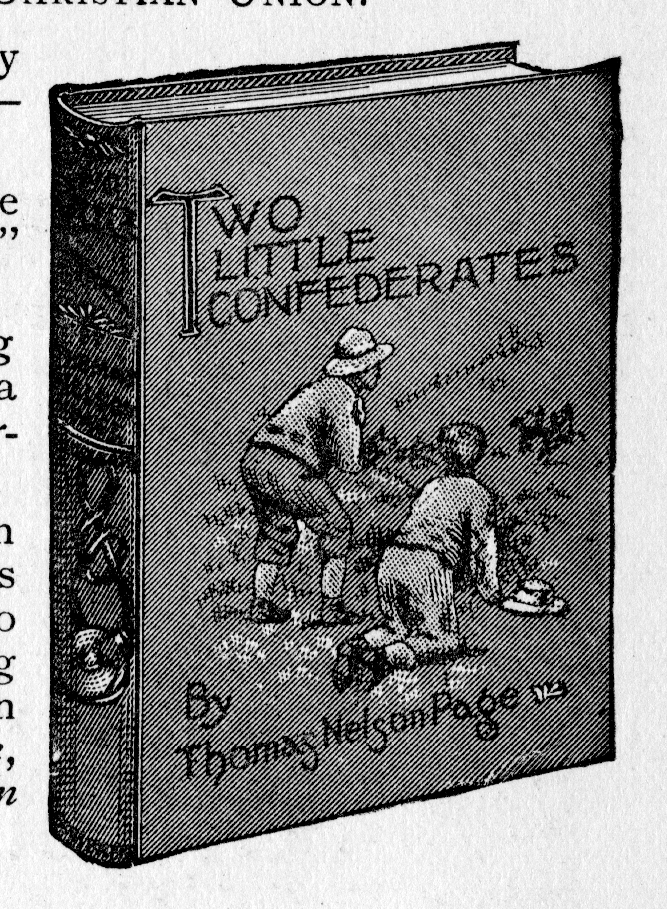 CHRISTIAN UNION.
y
e
”
g
a
r-
n
s
o
g
n
,
n
TWO
LITTLE
CONFEDERATES
By
Thomas Nelson Page